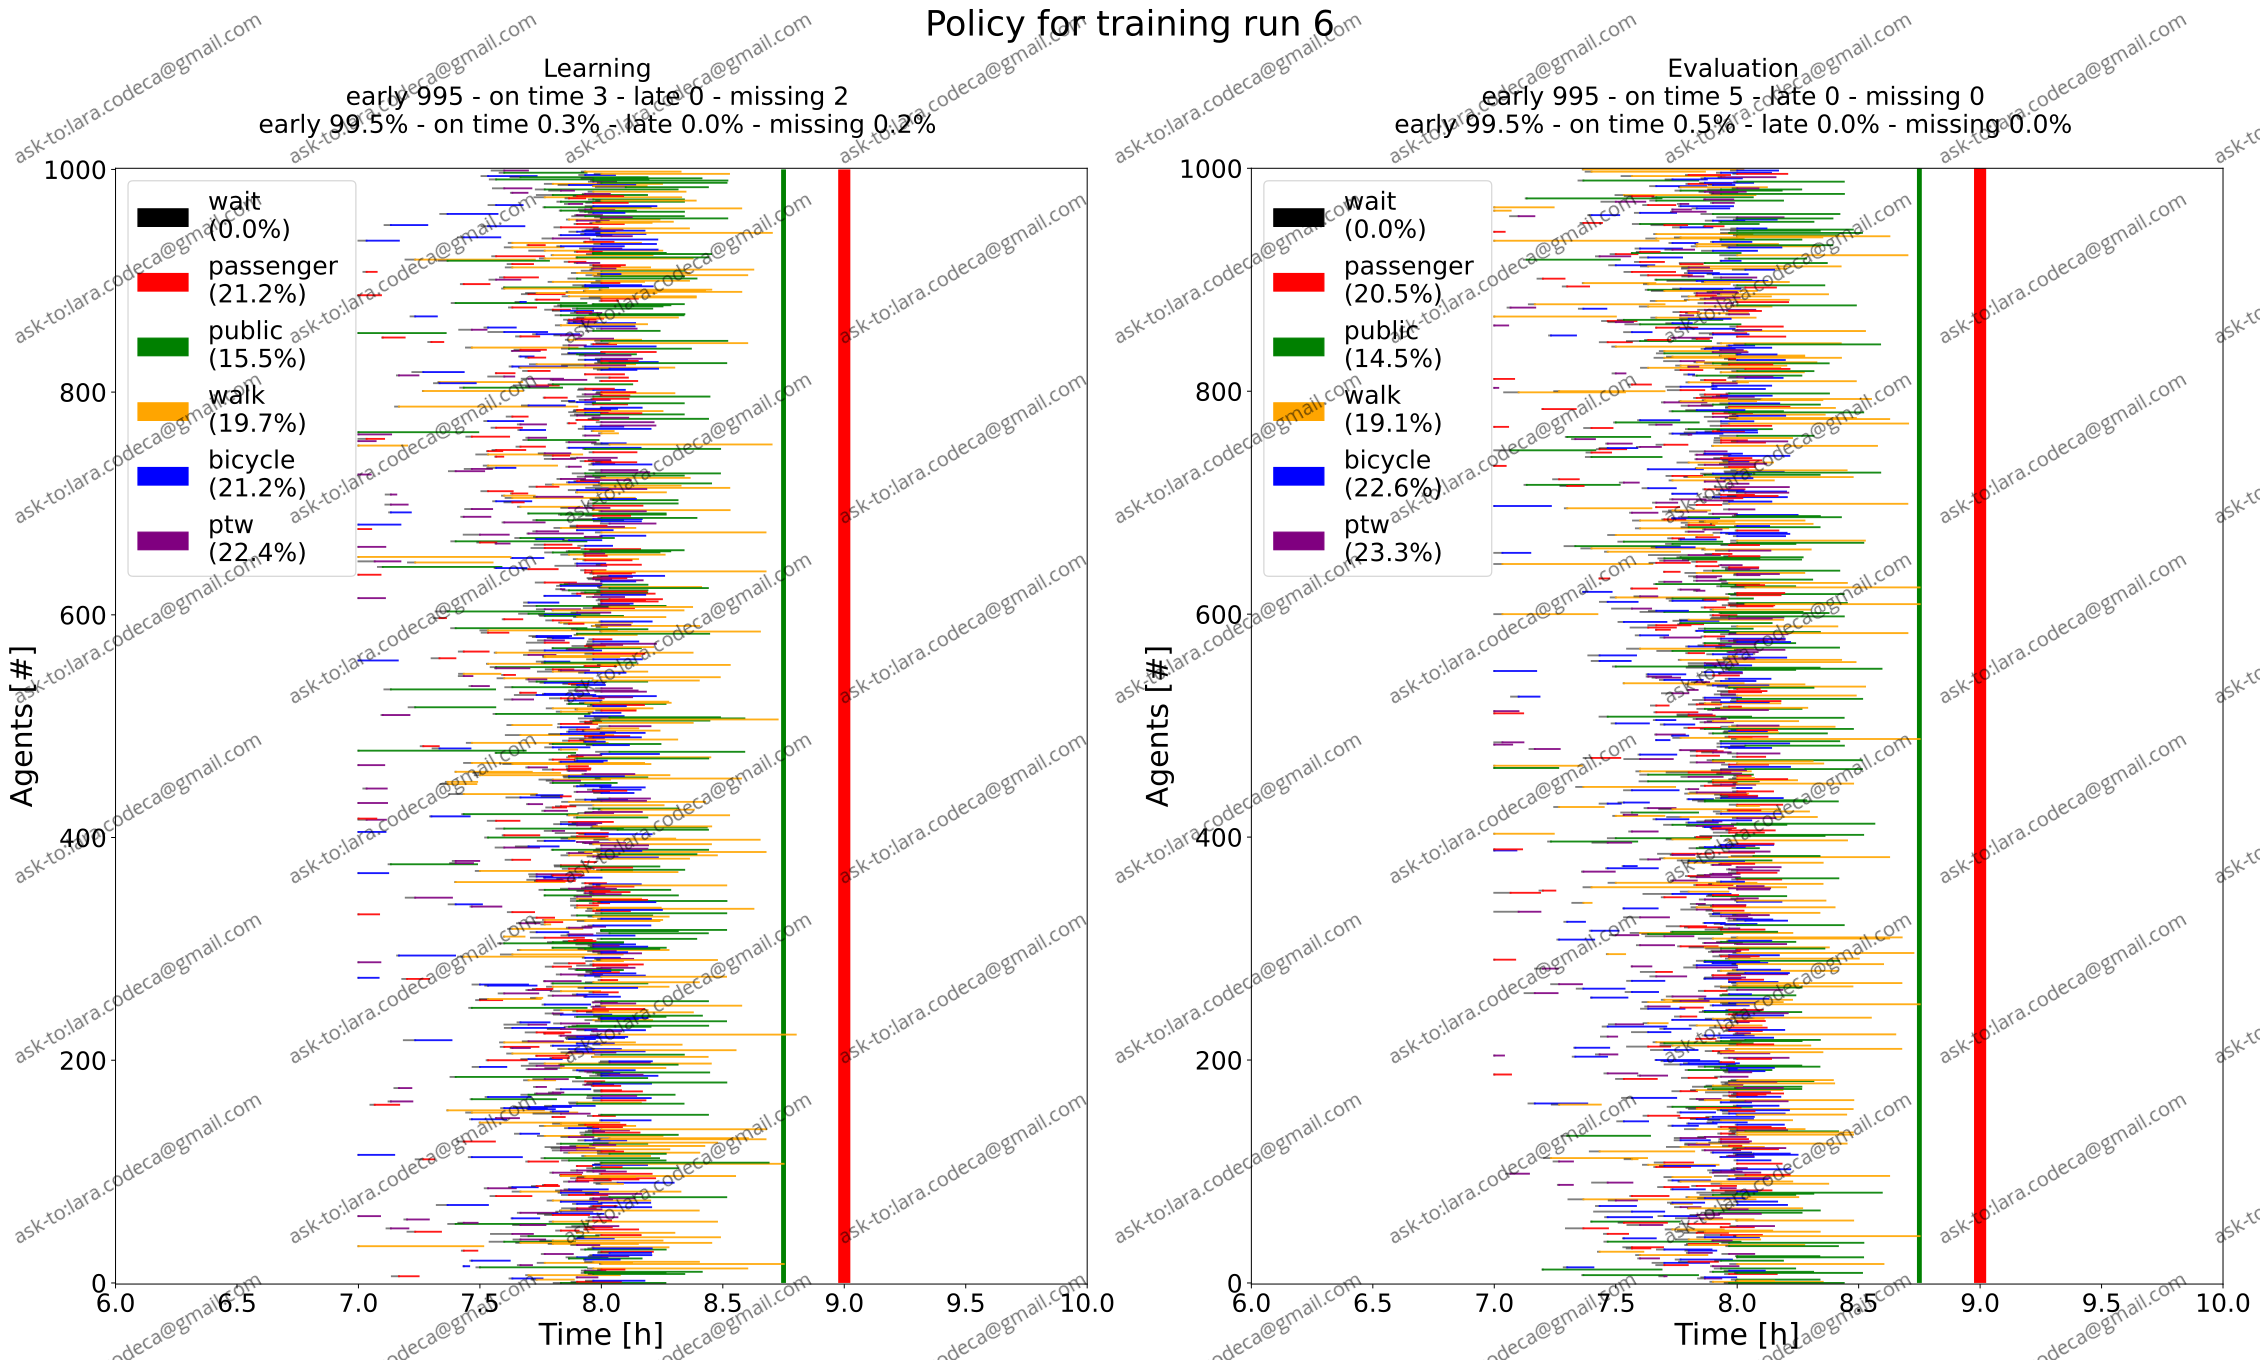 Policy for training run 6
Learning
early 995 - on time 3 - late 0 - missing 2
early 99.5% - on time 0.3% - late 0.0% - missing 0.2%
1000
800
600
400
200
0
Agents [#]
wait
(0.0%)
passenger
(21.2%)
public
(15.5%)
walk
(19.7%)
bicycle
(21.2%)
ptw
(22.4%)
6.0 6.5 7.0 7.5 8.0 8.5 9.0 9.5 10.0
Time [h]
Evaluation
early 995 - on time 5 - late 0 - missing 0
early 99.5% - on time 0.5% - late 0.0% - missing 0.0%
1000
800
600
400
200
0
Agents [#]
wait
(0.0%)
passenger
(20.5%)
public
(14.5%)
walk
(19.1%)
bicycle
(22.6%)
ptw
(23.3%)
6.0 6.5 7.0 7.5 8.0 8.5 9.0 9.5 10.0
Time [h]
ask-to:lara.codeca@gmail.com